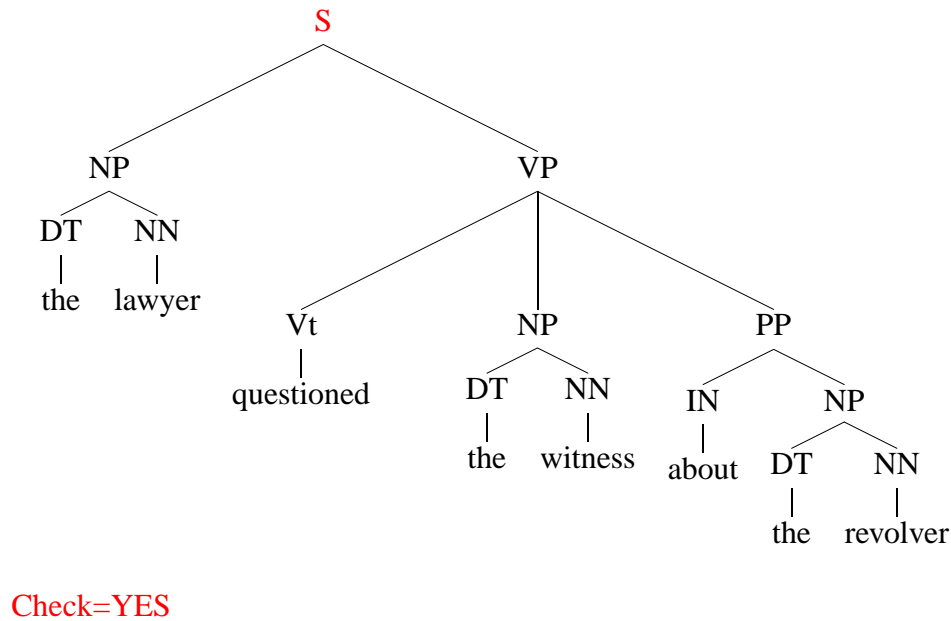 S
NP VP
DT NN
the lawyer
Vt NP PP
questioned DT NN IN NP
the witness about DT NN
the revolver
Check=YES